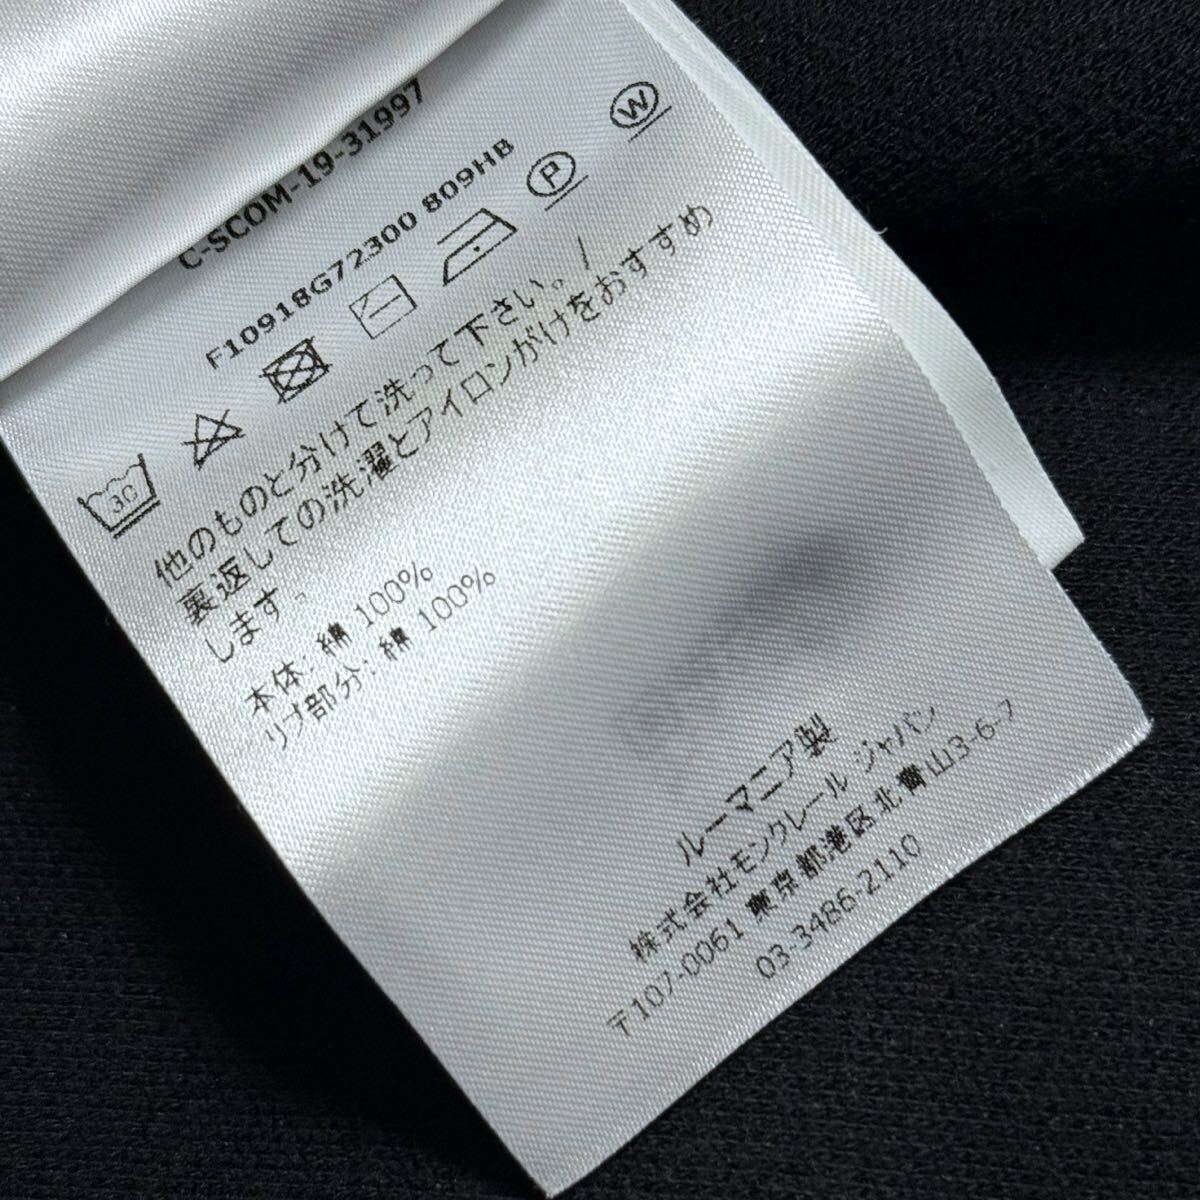 C-SCOM-19-31997
F10918G72300 809HB
30
P
W
他のものと分けて洗って下さい。/
裏返しての洗濯とアイロンがけをおすすめ
します。
本体: 綿 100%
リブ部分: 綿 100%
ルーマニア製
株式会社モンクレール ジャパン
〒107-0061 東京都港区北青山3-6-7
03-3486-2110